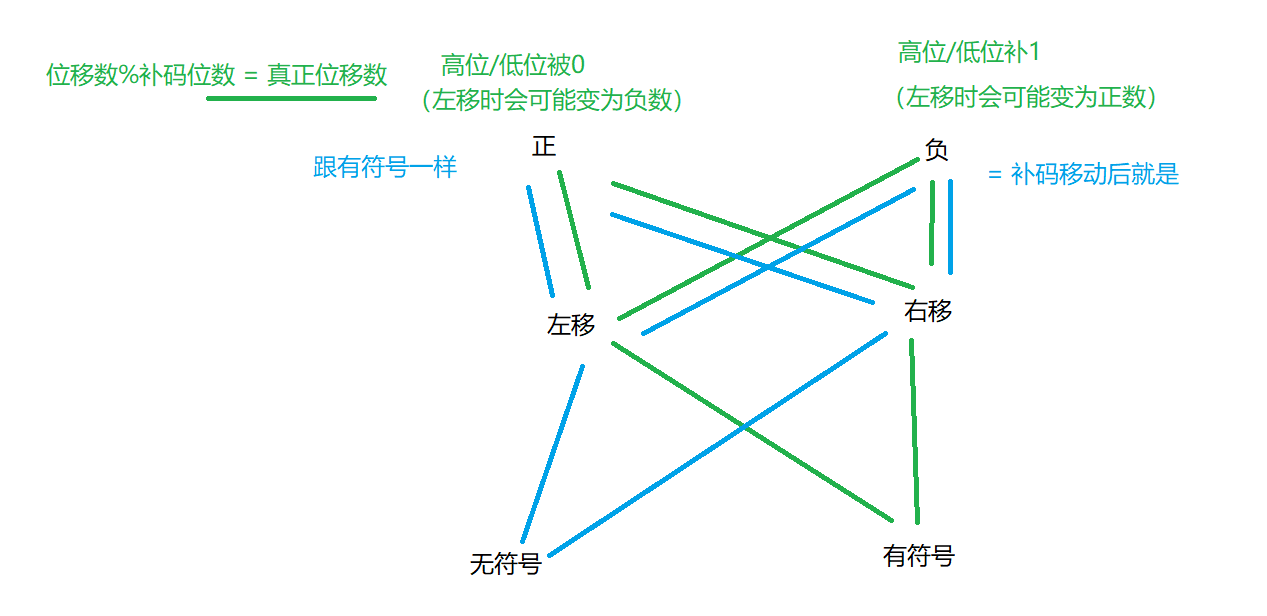 位移数%补码位数 = 真正位移数
高位/低位被0
（左移时会可能变为负数）
高位/低位补1
（左移时会可能变为正数）
跟有符号一样
正
负
= 补码移动后就是
左移
右移
无符号
有符号